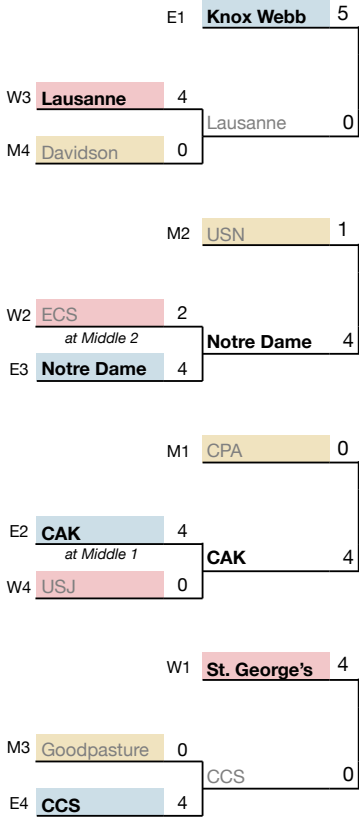 E1 Knox Webb 5
W3 Lausanne 4
Lausanne 0
M4 Davidson 0
M2 USN 1
W2 ECS 2
at Middle 2
Notre Dame 4
E3 Notre Dame 4
M1 CPA 0
E2 CAK 4
at Middle 1
CAK 4
W4 USJ 0
W1 St. George's 4
M3 Goodpasture 0
CCS 0
E4 CCS 4